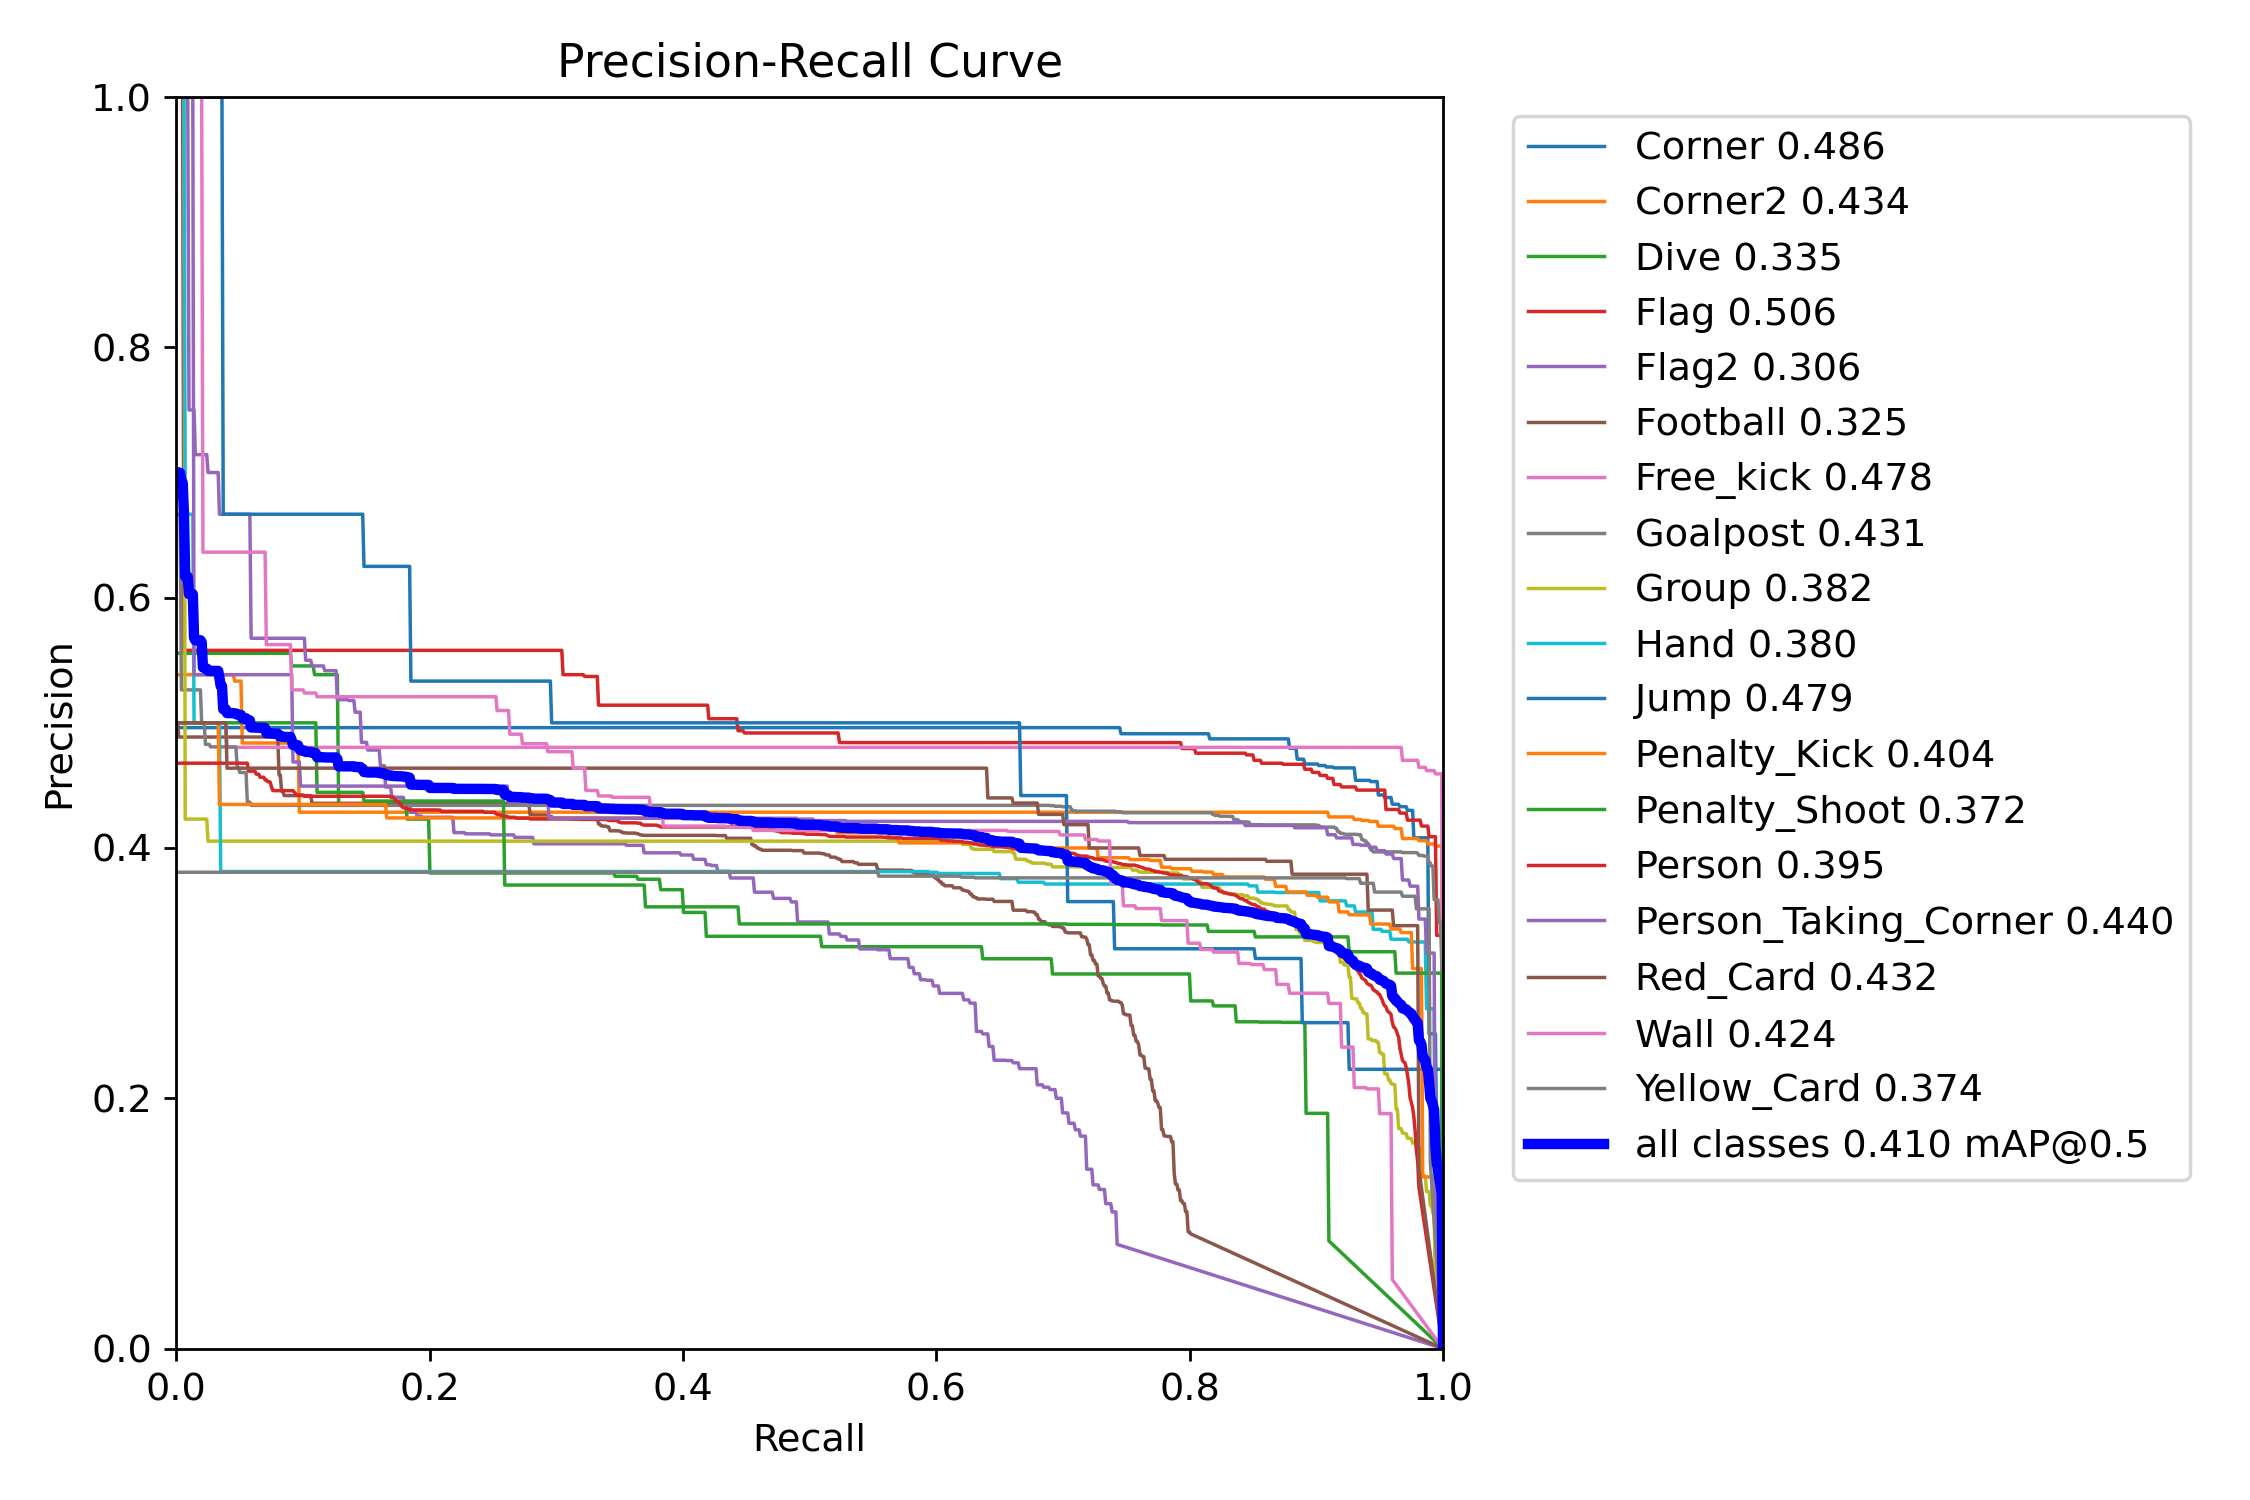 Precision-Recall Curve
1.0
0.8
0.6
0.4
0.2
0.0
Precision
0.0 0.2 0.4 0.6 0.8 1.0
Recall
Corner 0.486
Corner2 0.434
Dive 0.335
Flag 0.506
Flag2 0.306
Football 0.325
Free_kick 0.478
Goalpost 0.431
Group 0.382
Hand 0.380
Jump 0.479
Penalty_Kick 0.404
Penalty_Shoot 0.372
Person 0.395
Person_Taking_Corner 0.440
Red_Card 0.432
Wall 0.424
Yellow_Card 0.374
all classes 0.410 mAP@0.5